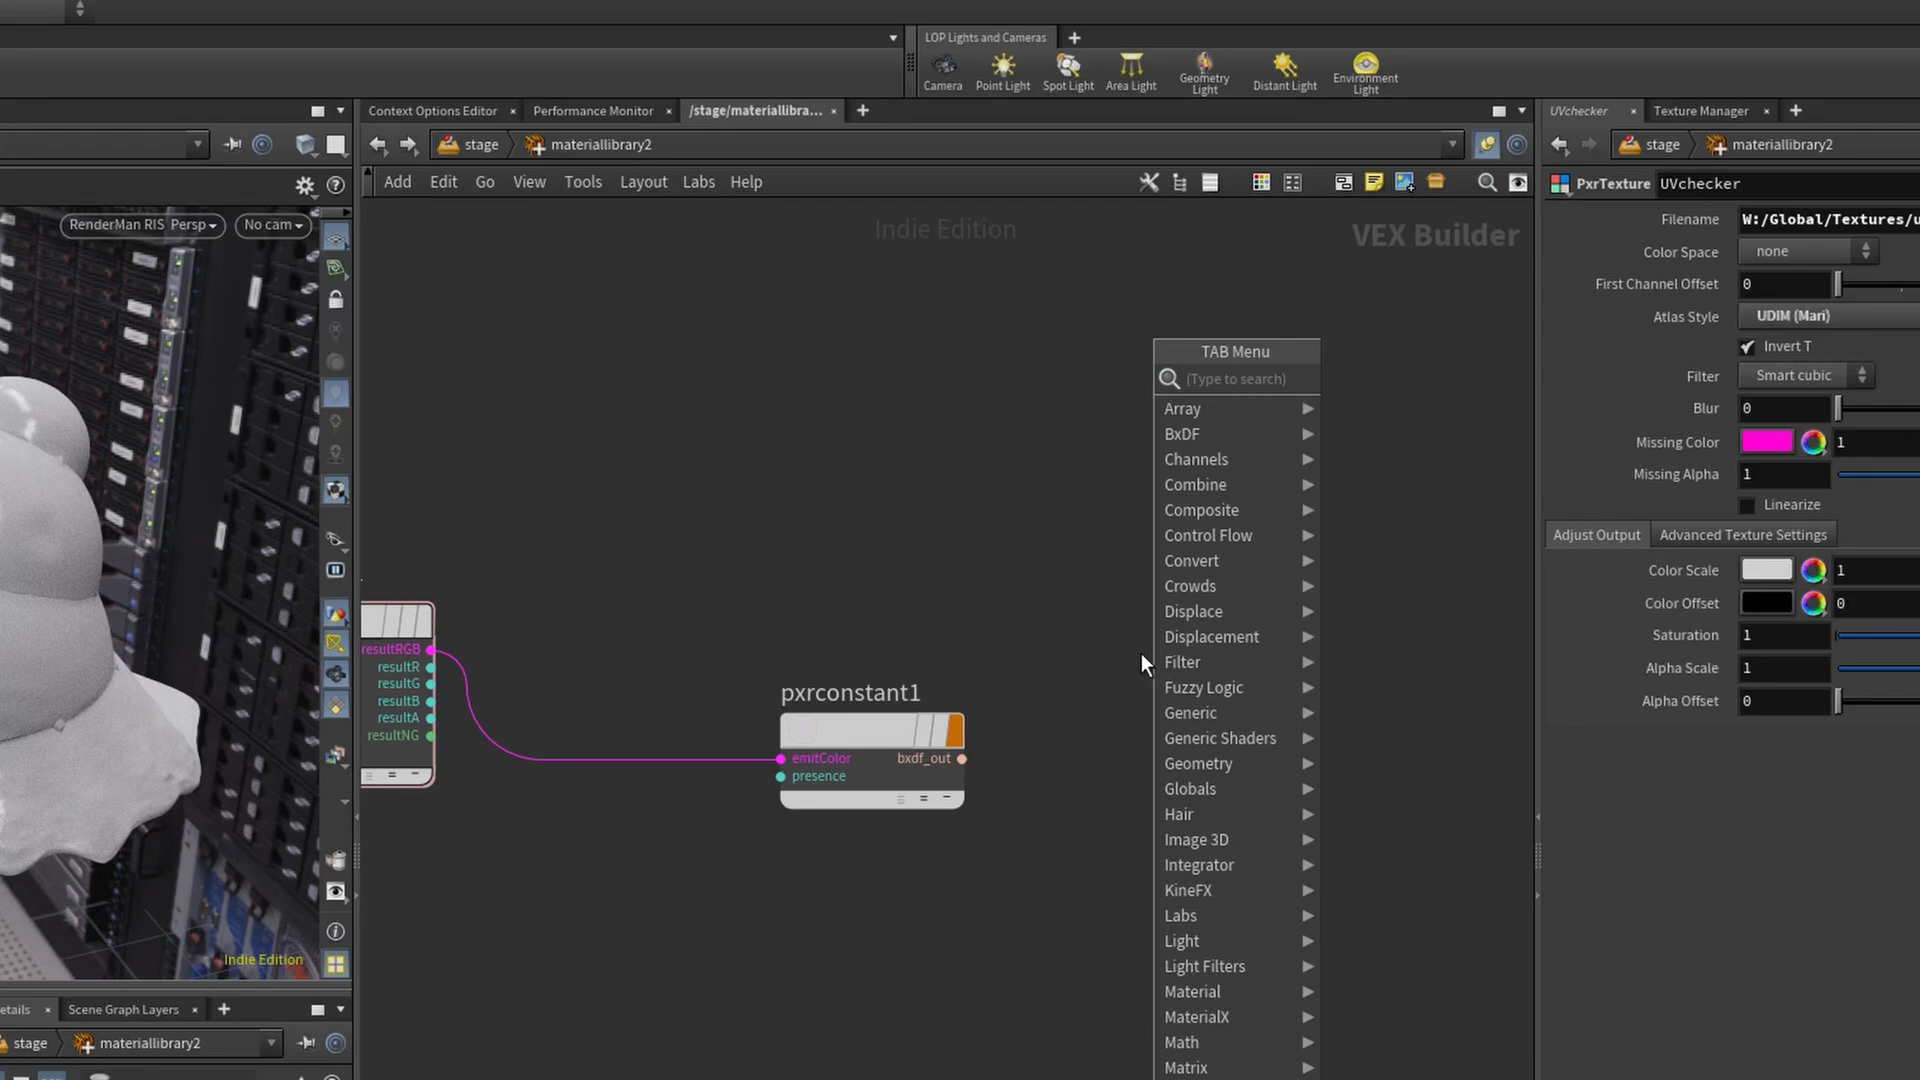 LOP Lights and Cameras
Camera Point Light Spot Light Area Light Geometry Light Distant Light Environment Light
Context Options Editor
Performance Monitor
/stage/materiallibra...
UVchecker
Texture Manager
stage
materiallibrary2
stage
materiallibrary2
Add Edit Go View Tools Layout Labs Help
PxrTexture UVchecker
RenderMan RIS Persp
No cam
Indie Edition
VEX Builder
Filename W:/Global/Textures/u
Color Space none
First Channel Offset 0
Atlas Style UDIM (Mari)
Invert T
Filter Smart cubic
Blur 0
Missing Color 1
Missing Alpha 1
Linearize
Adjust Output Advanced Texture Settings
Color Scale 1
Color Offset 0
Saturation 1
Alpha Scale 1
Alpha Offset 0
TAB Menu
(Type to search)
Array
BxDF
Channels
Combine
Composite
Control Flow
Convert
Crowds
Displace
Displacement
Filter
Fuzzy Logic
Generic
Generic Shaders
Geometry
Globals
Hair
Image 3D
Integrator
KineFX
Labs
Light
Light Filters
Material
MaterialX
Math
Matrix
resultRGB
resultR
resultG
resultB
resultA
resultNG
pxrconstant1
emitColor bxdf_out
presence
Indie Edition
etails
Scene Graph Layers
stage
materiallibrary2